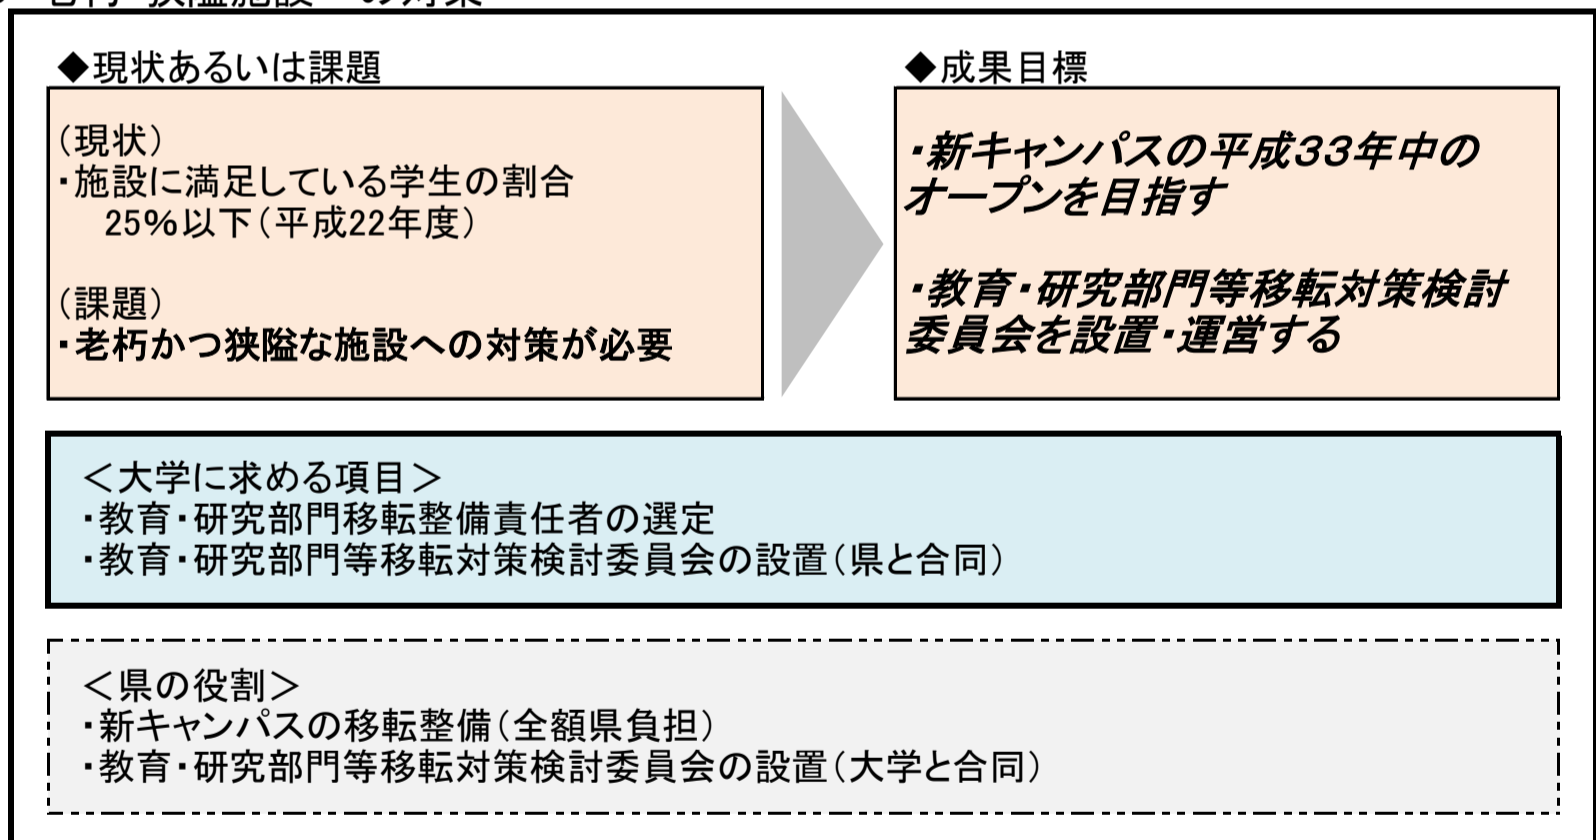 老朽・狭隘施設への対策
◆現状あるいは課題
(現状)
・施設に満足している学生の割合
25%以下(平成22年度)
(課題)
・老朽かつ狭隘な施設への対策が必要
◆成果目標
・新キャンパスの平成33年中の
オープンを目指す
・教育・研究部門等移転対策検討
委員会を設置・運営する
＜大学に求める項目＞
・教育・研究部門移転整備責任者の選定
・教育・研究部門等移転対策検討委員会の設置(県と合同)
＜県の役割＞
・新キャンパスの移転整備(全額県負担)
・教育・研究部門等移転対策検討委員会の設置(大学と合同)